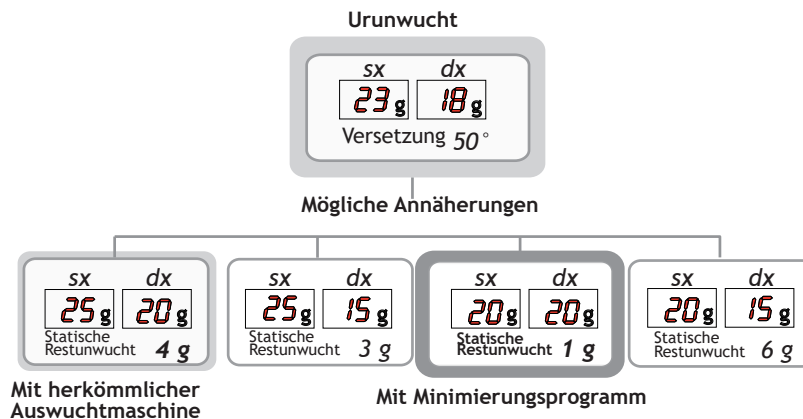 Urunwucht
sx dx
23 g 18 g
Versetzung 50°
Mögliche Annäherungen
sx dx
25 g 20 g
Statische
Restunwucht 4 g
sx dx
25 g 15 g
Statische
Restunwucht 3 g
sx dx
20 g 20 g
Statische
Restunwucht 1 g
sx dx
20 g 15 g
Statische
Restunwucht 6 g
Mit herkömmlicher
Auswuchtmaschine
Mit Minimierungsprogramm